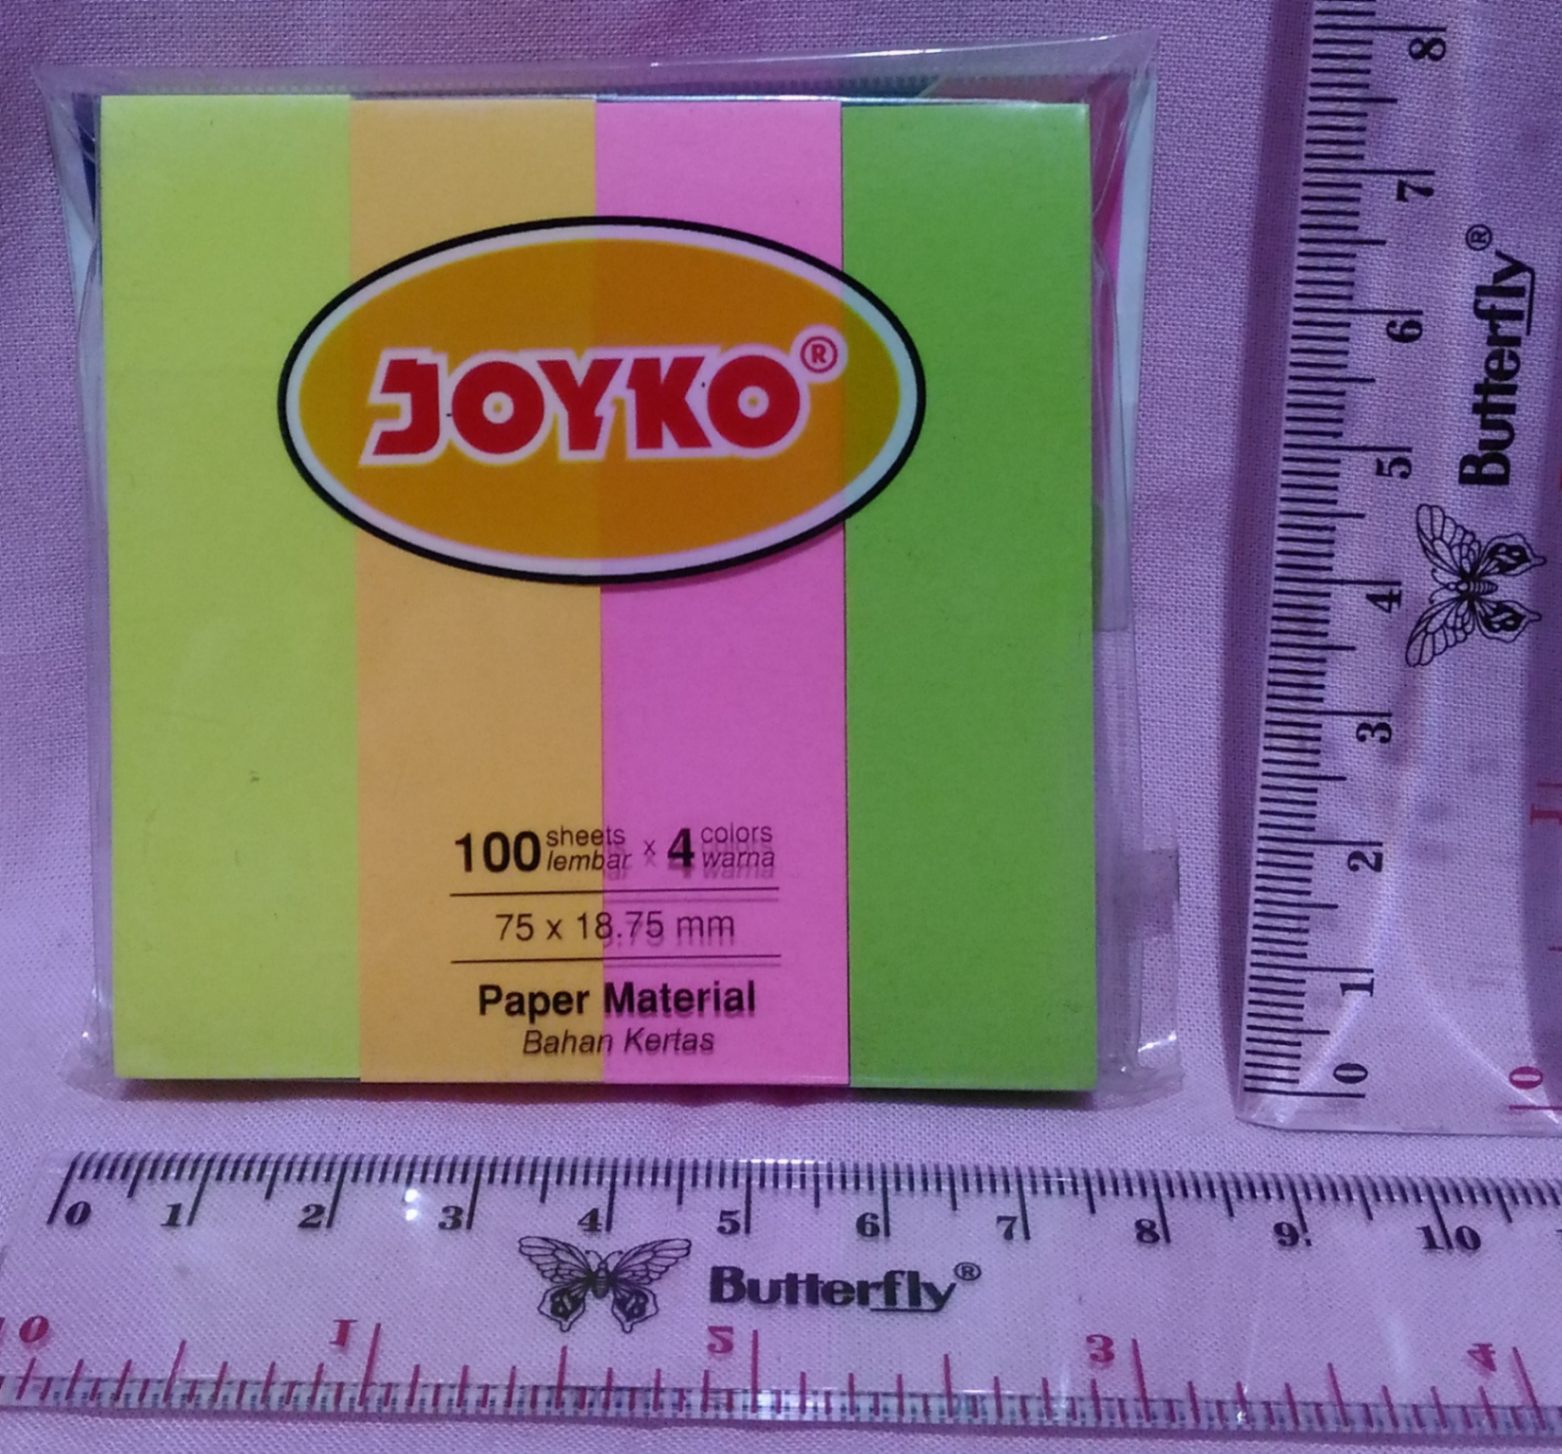 JOYKO®
100 sheets lembar x 4 colors warna
75 x 18.75 mm
Paper Material
Bahan Kertas
8
7
6
5
4
3
2
1
0
Butterfly®
0
0 1 2 3 4 5 6 7 8 9 10
Butterfly®
0 1 2 3 4